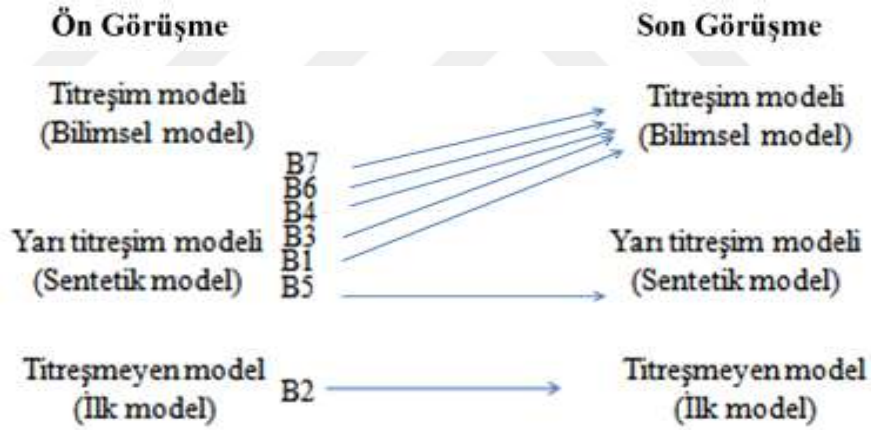 Ön Görüşme
Son Görüşme
Titreşim modeli
(Bilimsel model)
Titreşim modeli
(Bilimsel model)
B7
B6
B4
B3
B1
B5
Yarı titreşim modeli
(Sentetik model)
Yarı titreşim modeli
(Sentetik model)
Titreşmeyen model
(İlk model)
B2
Titreşmeyen model
(İlk model)